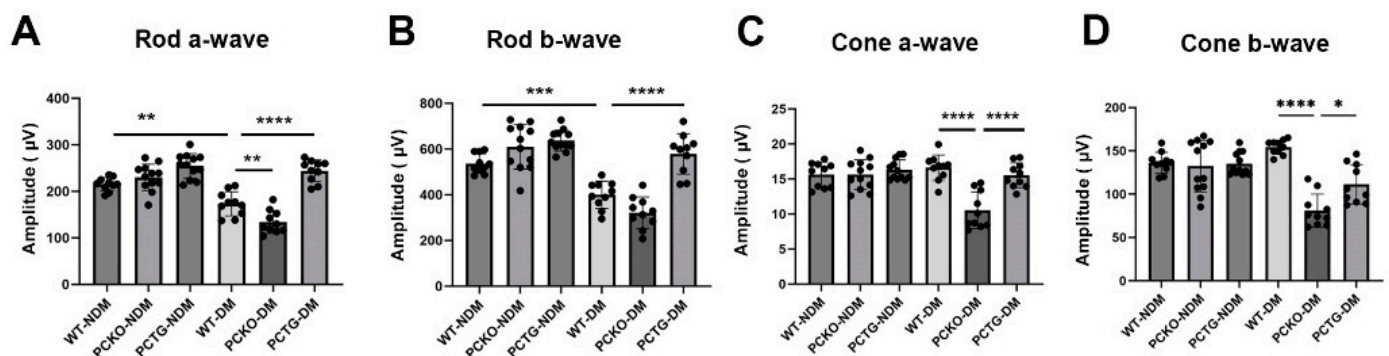 A
Rod a-wave
Amplitude ( µV)
400
300
200
100
0
**
****
**
WT-NDM
PCKO-NDM
PCTG-NDM
WT-DM
PCKO-DM
PCTG-DM
B
Rod b-wave
Amplitude ( µV)
800
600
400
200
0
***
****
WT-NDM
PCKO-NDM
PCTG-NDM
WT-DM
PCKO-DM
PCTG-DM
C
Cone a-wave
Amplitude ( µV)
25
20
15
10
5
0
****
****
WT-NDM
PCKO-NDM
PCTG-NDM
WT-DM
PCKO-DM
PCTG-DM
D
Cone b-wave
Amplitude ( µV)
200
150
100
50
0
****
*
WT-NDM
PCKO-NDM
PCTG-NDM
WT-DM
PCKO-DM
PCTG-DM